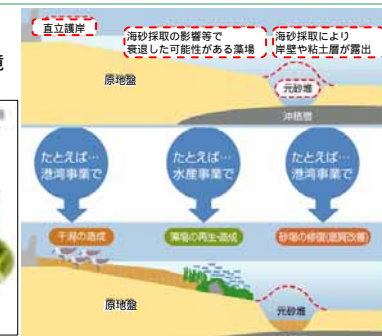 境
直立護岸
海砂採取の影響等で
衰退した可能性がある藻場
海砂採取により
岸壁や粘土層が露出
原地盤
元砂堆
沖積層
たとえば…
港湾事業で
たとえば…
水産事業で
たとえば…
港湾事業で
干潟の造成
藻場の再生・造成
砂堆の修復(底質改善)
原地盤
元砂堆